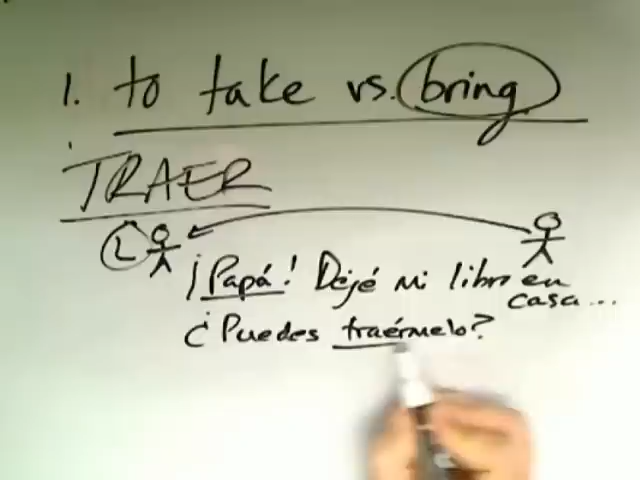 1. to take vs. bring
TRAER
L
¡Papá! Dejé mi libro en
casa...
¿Puedes traérmelo?